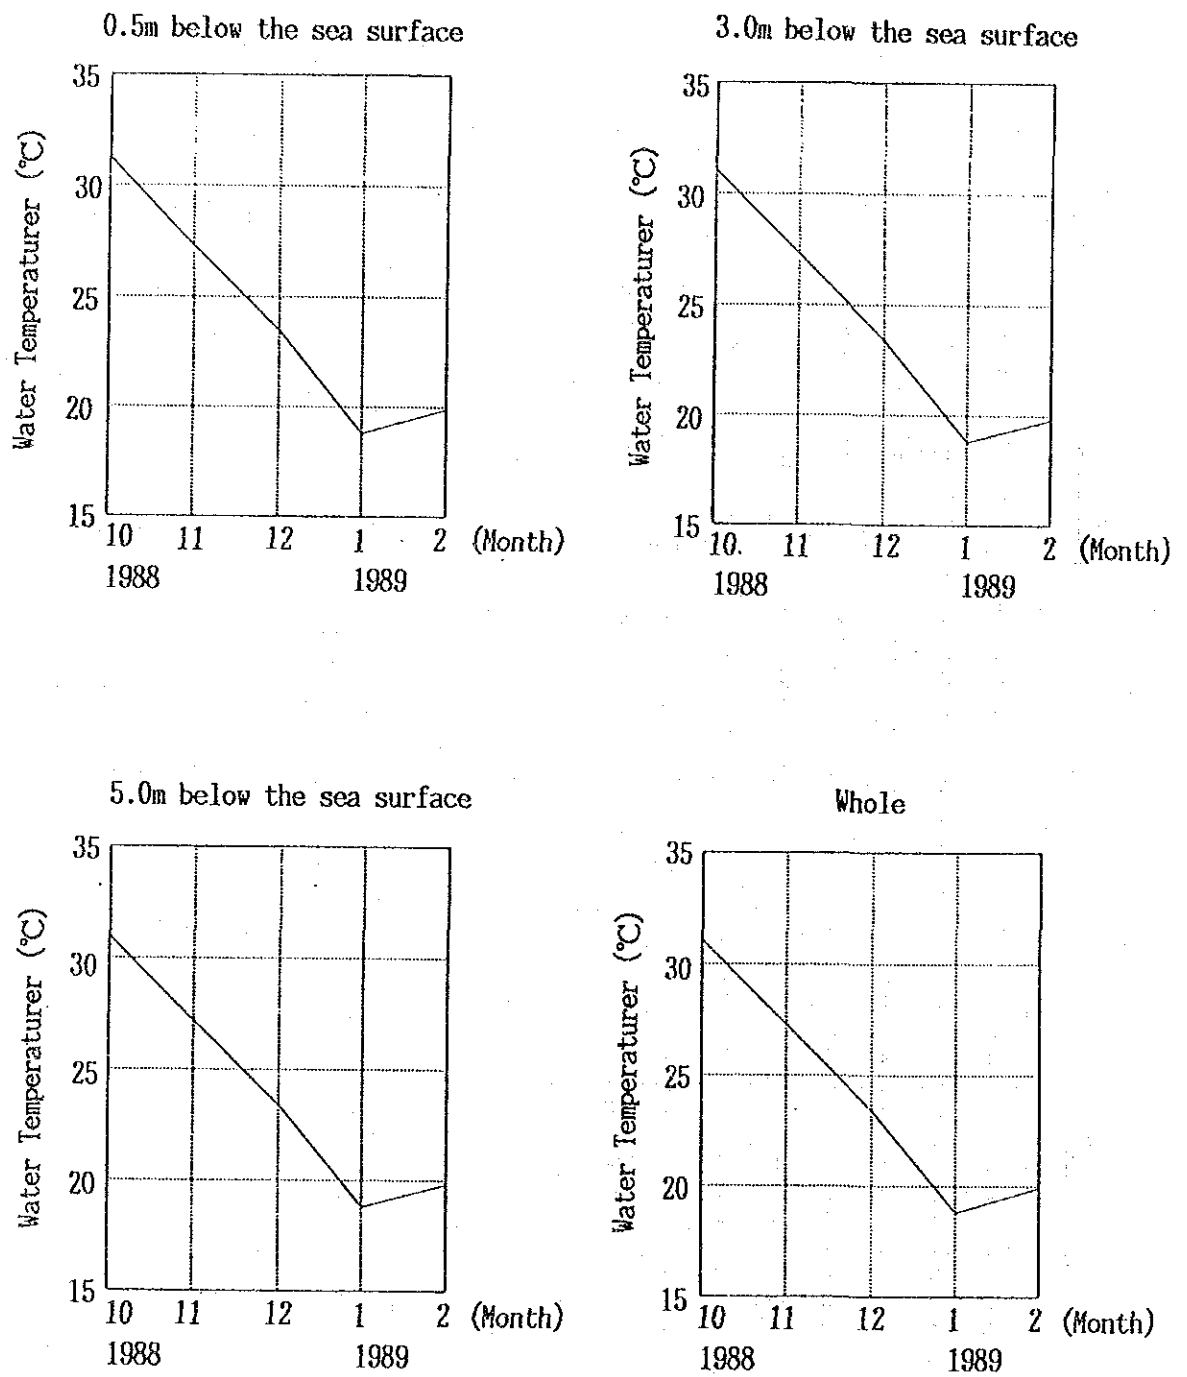 0.5m below the sea surface
Water Temperaturer (℃)
35
30
25
20
15
10 11 12 1 2 (Month)
1988 1989
3.0m below the sea surface
Water Temperaturer (℃)
35
30
25
20
15
10. 11 12 1 2 (Month)
1988 1989
5.0m below the sea surface
Water Temperaturer (℃)
35
30
25
20
15
10 11 12 1 2 (Month)
1988 1989
Whole
Water Temperaturer (℃)
35
30
25
20
15
10 11 12 1 2 (Month)
1988 1989